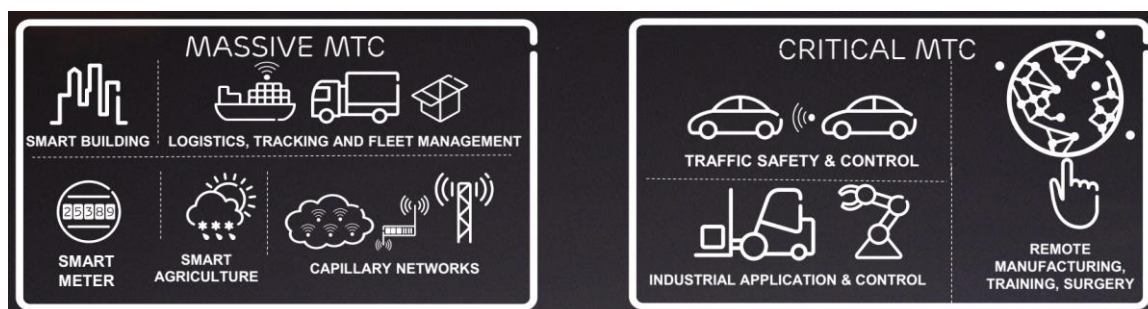 MASSIVE MTC
SMART BUILDING
LOGISTICS, TRACKING AND FLEET MANAGEMENT
25389
SMART
METER
SMART
AGRICULTURE
CAPILLARY NETWORKS
CRITICAL MTC
TRAFFIC SAFETY & CONTROL
INDUSTRIAL APPLICATION & CONTROL
REMOTE
MANUFACTURING,
TRAINING, SURGERY